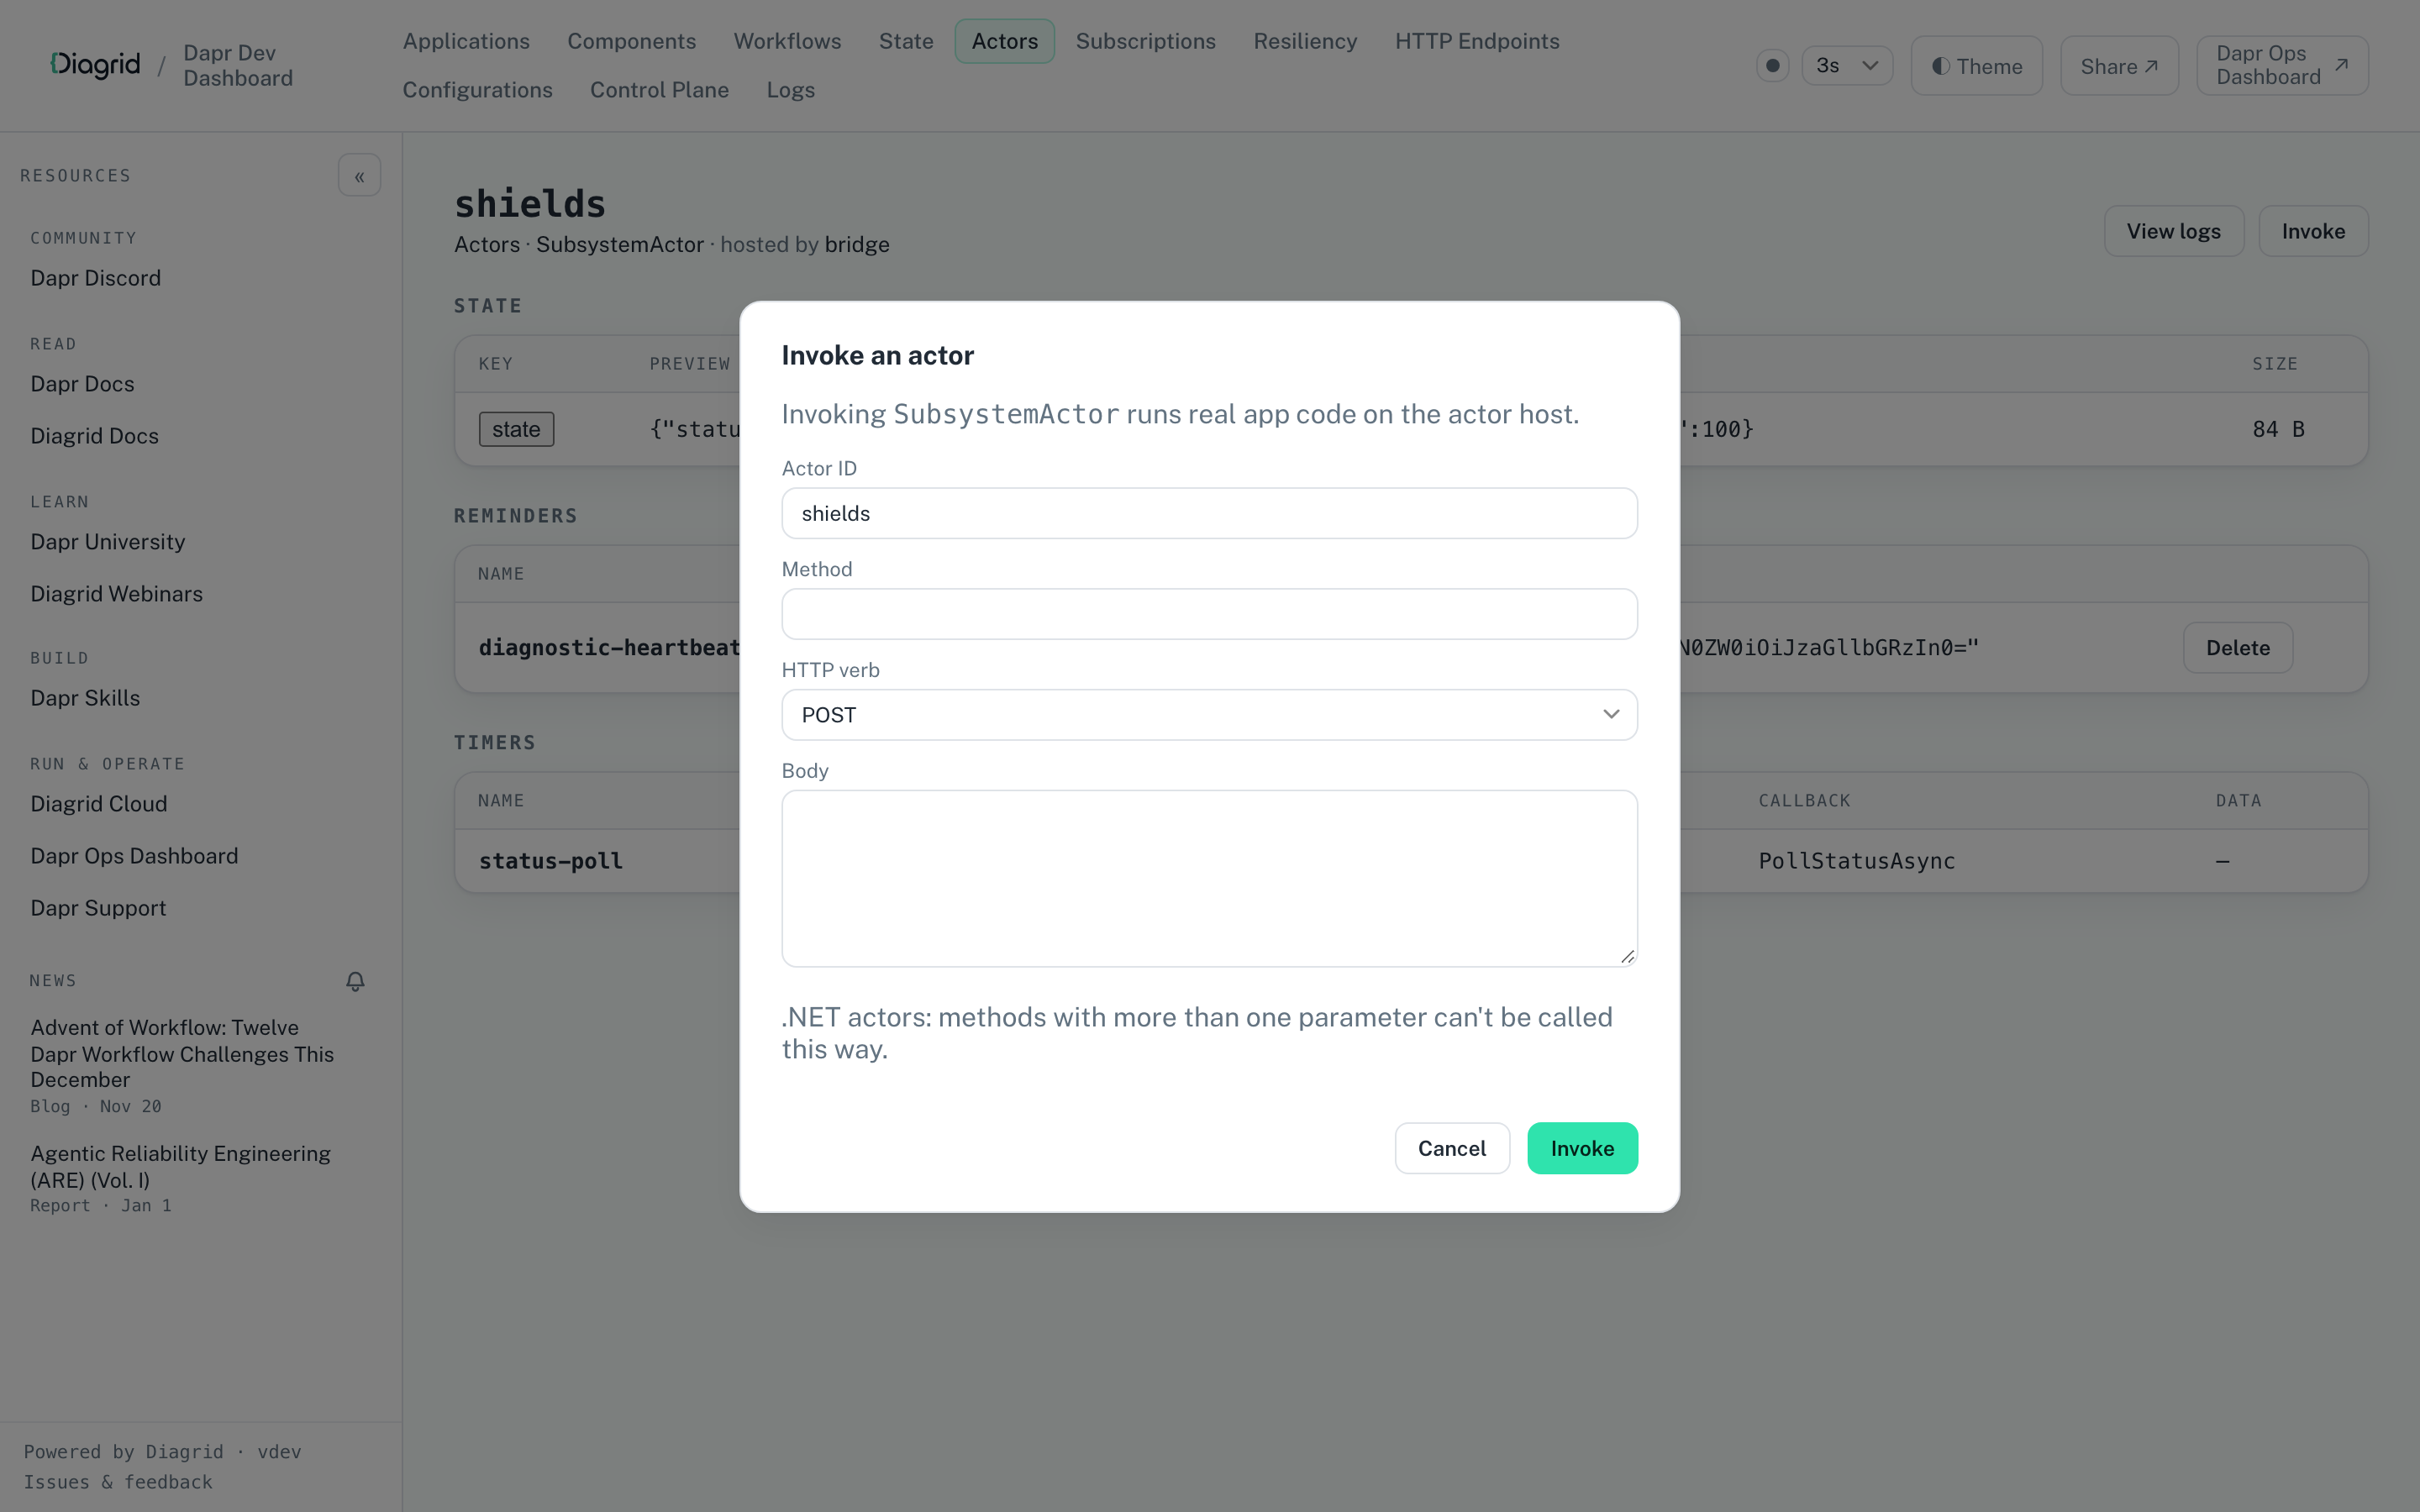 Diagrid / Dapr Dev Dashboard
Applications Components Workflows State Actors Subscriptions Resiliency HTTP Endpoints
Configurations Control Plane Logs
3s Theme Share ↗ Dapr Ops Dashboard ↗
RESOURCES «
COMMUNITY
Dapr Discord
READ
Dapr Docs
Diagrid Docs
LEARN
Dapr University
Diagrid Webinars
BUILD
Dapr Skills
RUN & OPERATE
Diagrid Cloud
Dapr Ops Dashboard
Dapr Support
NEWS
Advent of Workflow: Twelve
Dapr Workflow Challenges This
December
Blog · Nov 20
Agentic Reliability Engineering
(ARE) (Vol. I)
Report · Jan 1
Powered by Diagrid · vdev
Issues & feedback
shields
Actors · SubsystemActor · hosted by bridge
View logs Invoke
STATE
KEY PREVIEW SIZE
state {"statu ":100} 84 B
REMINDERS
NAME
diagnostic-heartbeat N0ZW0iOiJzaGllbGRzIn0=" Delete
TIMERS
NAME CALLBACK DATA
status-poll PollStatusAsync —
Invoke an actor
Invoking SubsystemActor runs real app code on the actor host.
Actor ID
shields
Method
HTTP verb
POST
Body
.NET actors: methods with more than one parameter can't be called
this way.
Cancel Invoke